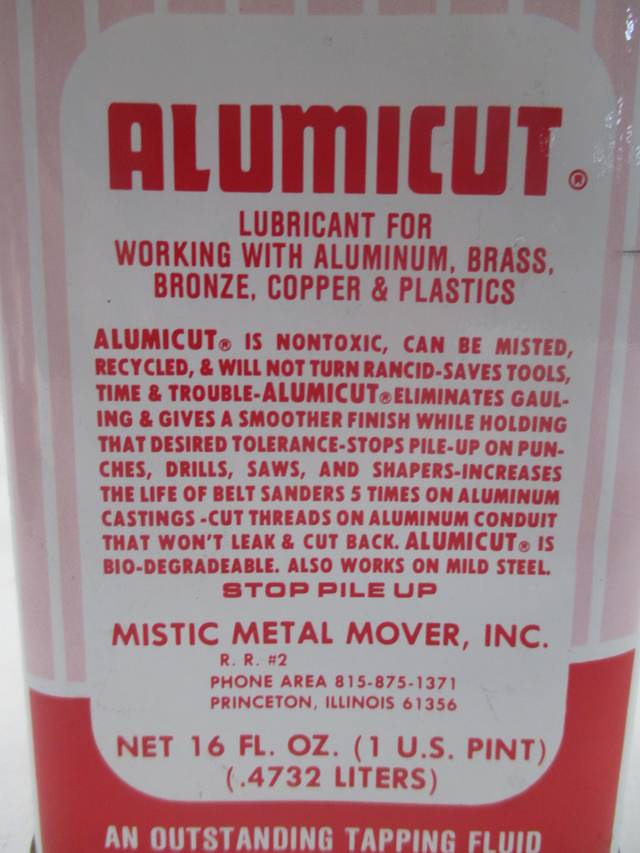 ALUMICUT®
LUBRICANT FOR
WORKING WITH ALUMINUM, BRASS,
BRONZE, COPPER & PLASTICS
ALUMICUT® IS NONTOXIC, CAN BE MISTED,
RECYCLED, & WILL NOT TURN RANCID-SAVES TOOLS,
TIME & TROUBLE-ALUMICUT® ELIMINATES GAUL-
ING & GIVES A SMOOTHER FINISH WHILE HOLDING
THAT DESIRED TOLERANCE-STOPS PILE-UP ON PUN-
CHES, DRILLS, SAWS, AND SHAPERS-INCREASES
THE LIFE OF BELT SANDERS 5 TIMES ON ALUMINUM
CASTINGS -CUT THREADS ON ALUMINUM CONDUIT
THAT WON'T LEAK & CUT BACK. ALUMICUT® IS
BIO-DEGRADEABLE. ALSO WORKS ON MILD STEEL.
STOP PILE UP
MISTIC METAL MOVER, INC.
R. R. #2
PHONE AREA 815-875-1371
PRINCETON, ILLINOIS 61356
NET 16 FL. OZ. (1 U.S. PINT)
(.4732 LITERS)
AN OUTSTANDING TAPPING FLUID